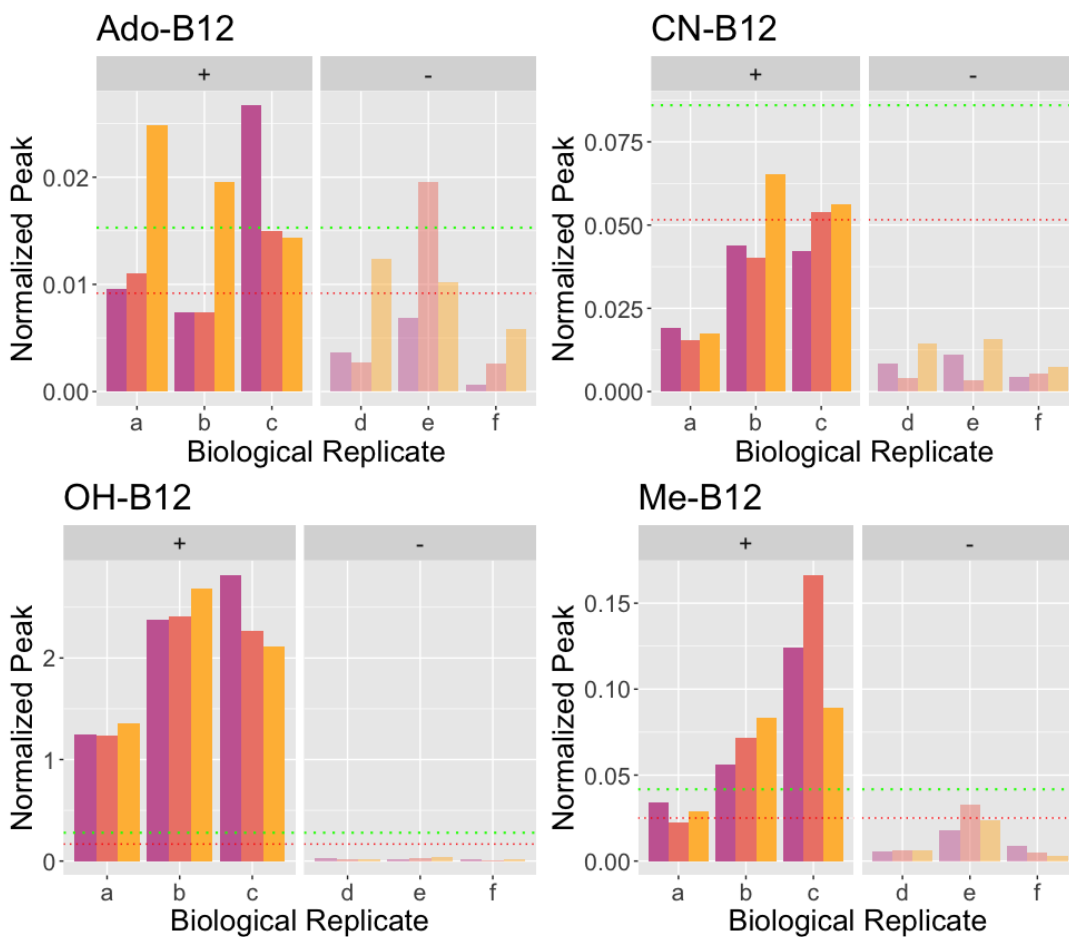 Ado-B12
+ -
Normalized Peak
0.02
0.01
0.00
a b c d e f
Biological Replicate
CN-B12
+ -
Normalized Peak
0.075
0.050
0.025
0.000
a b c d e f
Biological Replicate
OH-B12
+ -
Normalized Peak
2
1
0
a b c d e f
Biological Replicate
Me-B12
+ -
Normalized Peak
0.15
0.10
0.05
0.00
a b c d e f
Biological Replicate